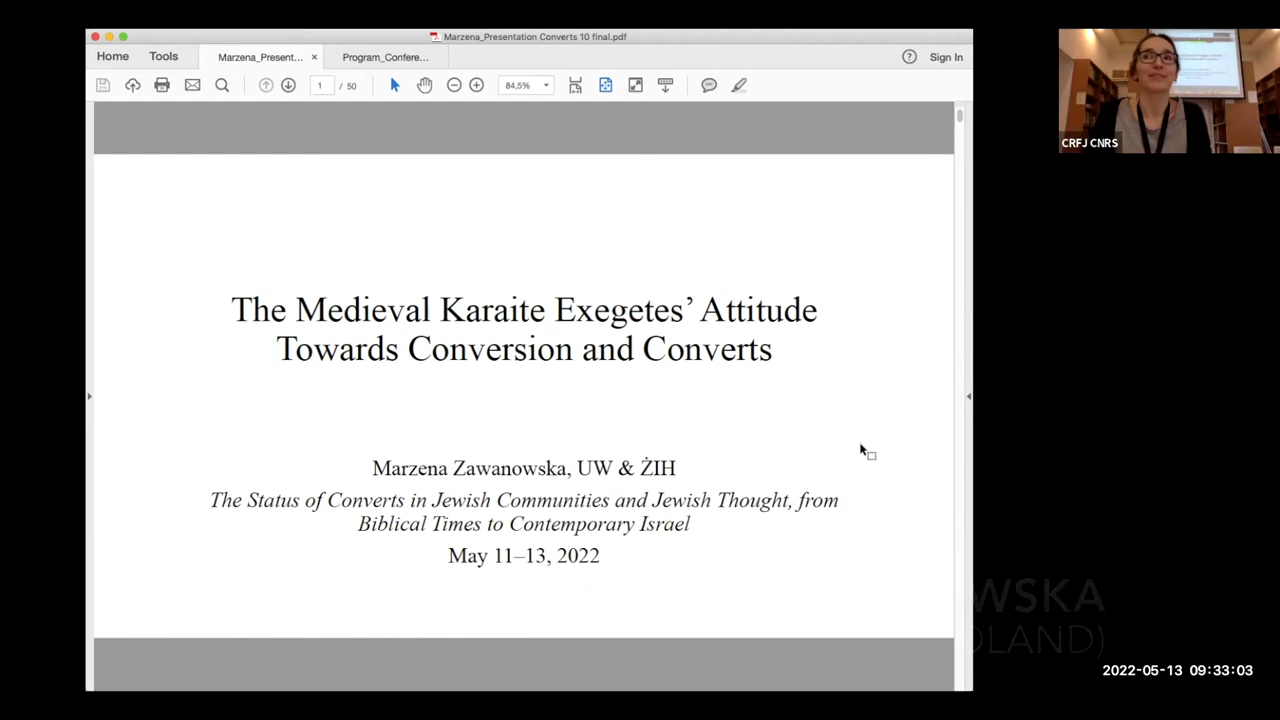 Marzena_Presentation Converts 10 final.pdf
Home
Tools
Marzena_Present... ×
Program_Confere...
Sign In
1 / 50
84,5%
The Medieval Karaite Exegetes’ Attitude
Towards Conversion and Converts
Marzena Zawanowska, UW & ŻIH
The Status of Converts in Jewish Communities and Jewish Thought, from
Biblical Times to Contemporary Israel
May 11–13, 2022
CRFJ CNRS
WSKA
OLAND)
2022-05-13 09:33:03